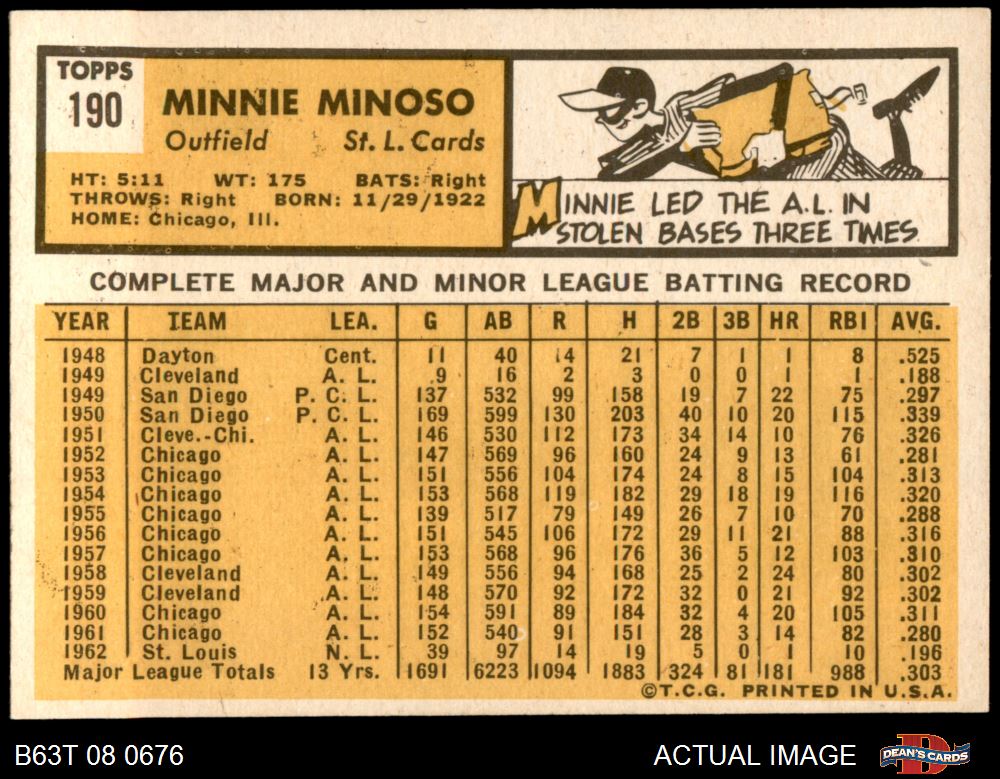 TOPPS
190
MINNIE MINOSO
Outfield St. L. Cards
HT: 5:11 WT: 175 BATS: Right
THROWS: Right BORN: 11/29/1922
HOME: Chicago, Ill.
MINNIE LED THE A.L. IN
STOLEN BASES THREE TIMES.
COMPLETE MAJOR AND MINOR LEAGUE BATTING RECORD
YEAR TEAM LEA. G AB R H 2B 3B HR RBI AVG.
1948 Dayton Cent. 11 40 14 21 7 1 1 8 .525
1949 Cleveland A. L. 9 16 2 3 0 0 1 1 .188
1949 San Diego P. C. L. 137 532 99 158 19 7 22 75 .297
1950 San Diego P. C. L. 169 599 130 203 40 10 20 115 .339
1951 Cleve.-Chi. A. L. 146 530 112 173 34 14 10 76 .326
1952 Chicago A. L. 147 569 96 160 24 9 13 61 .281
1953 Chicago A. L. 151 556 104 174 24 8 15 104 .313
1954 Chicago A. L. 153 568 119 182 29 18 19 116 .320
1955 Chicago A. L. 139 517 79 149 26 7 10 70 .288
1956 Chicago A. L. 151 545 106 172 29 11 21 88 .316
1957 Chicago A. L. 153 568 96 176 36 5 12 103 .310
1958 Cleveland A. L. 149 556 94 168 25 2 24 80 .302
1959 Cleveland A. L. 148 570 92 172 32 0 21 92 .302
1960 Chicago A. L. 154 591 89 184 32 4 20 105 .311
1961 Chicago A. L. 152 540 91 151 28 3 14 82 .280
1962 St. Louis N. L. 39 97 14 19 5 0 1 10 .196
Major League Totals 13 Yrs. 1691 6223 1094 1883 324 81 181 988 .303
©T.C.G. PRINTED IN U.S.A.
B63T 08 0676 ACTUAL IMAGE DEAN'S CARDS